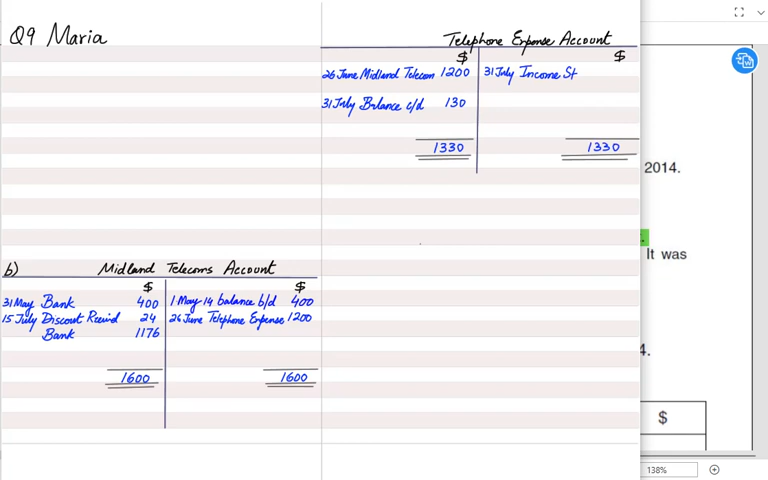 Q9 Maria
Telephone Expense Account
$ $
26 June Midland Telecom 1200 31 July Income St
31 July Balance c/d 130
1330 1330
2014.
It was
b) Midland Telecoms Account
$ $
31 May Bank 400 1 May 14 balance b/d 400
15 July Discout Receivd 24 26 June Telephone Expense 1200
Bank 1176
1600 1600
4.
$
138%